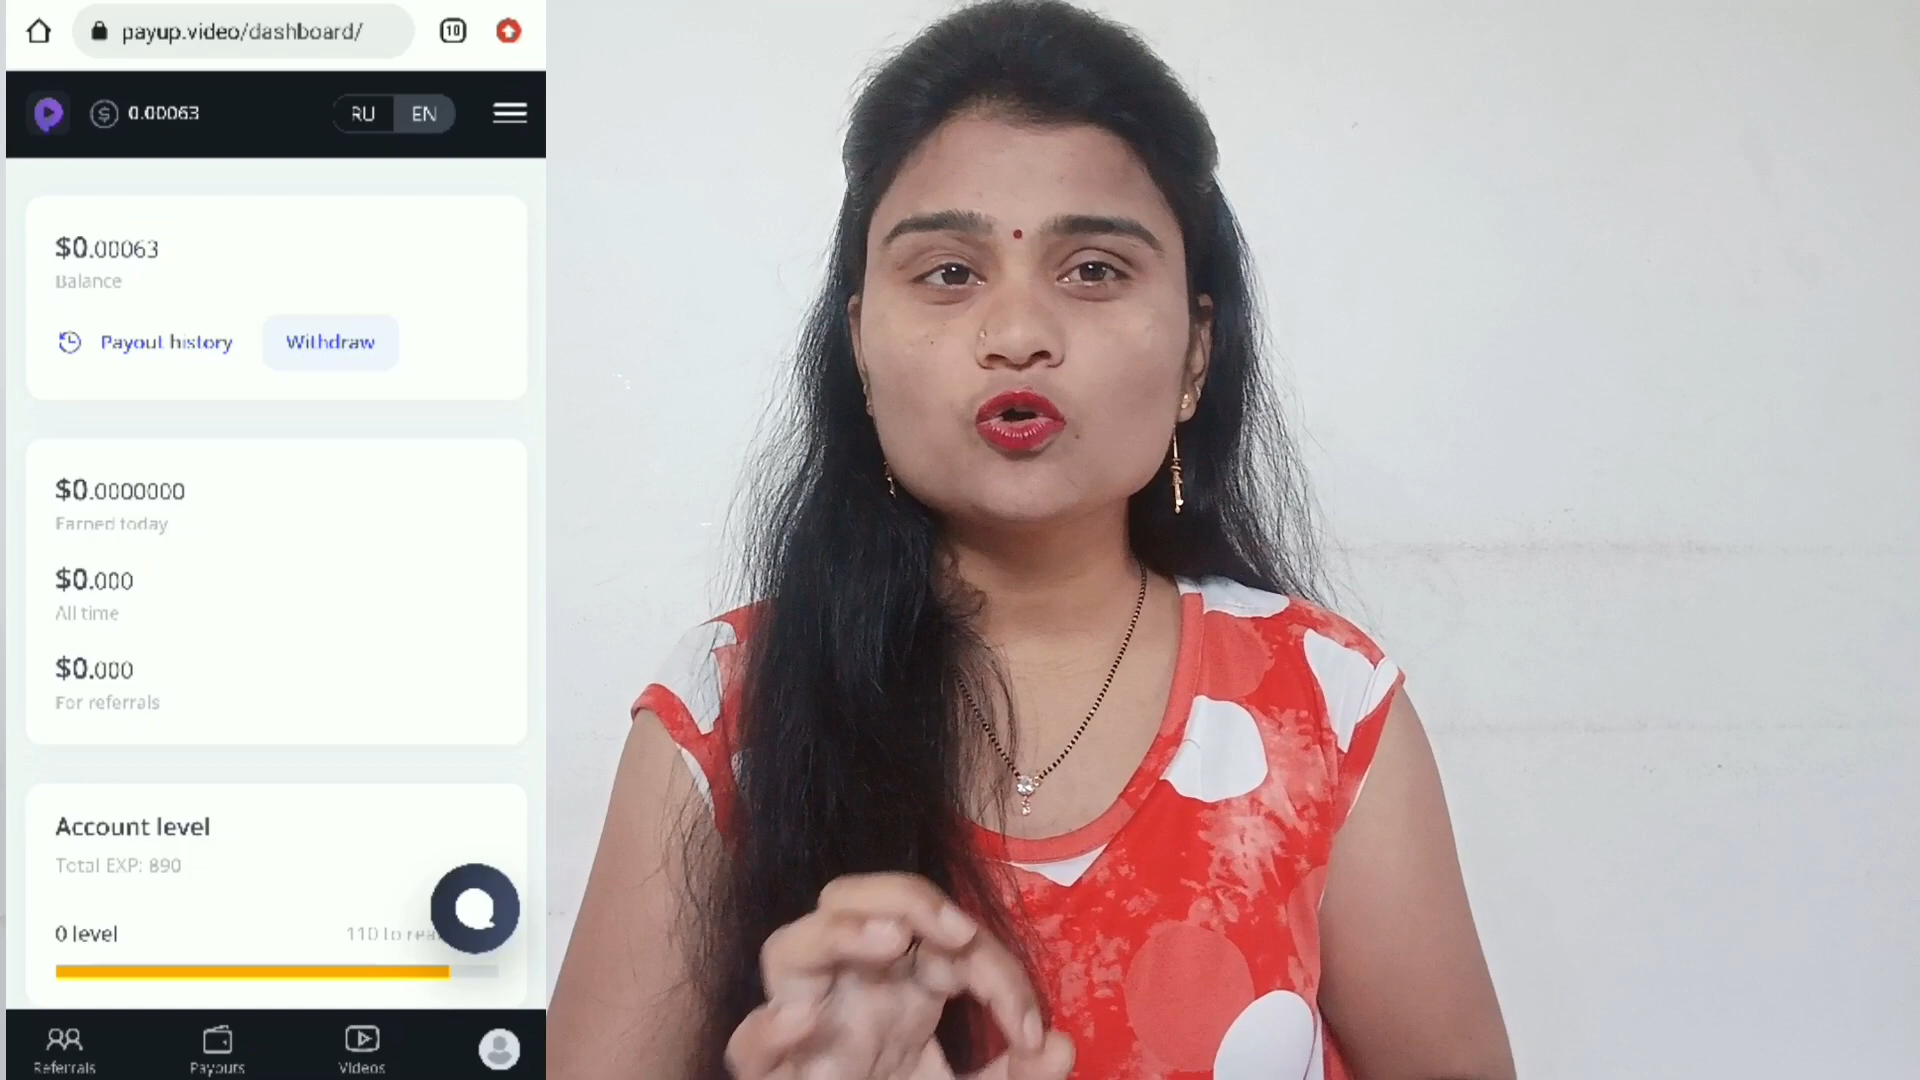 payup.video/dashboard/
10
0.00063
RU EN
$0.00063
Balance
Payout history
Withdraw
$0.0000000
Earned today
$0.000
All time
$0.000
For referrals
Account level
Total EXP: 890
0 level
110 to
Referrals
Payouts
Videos